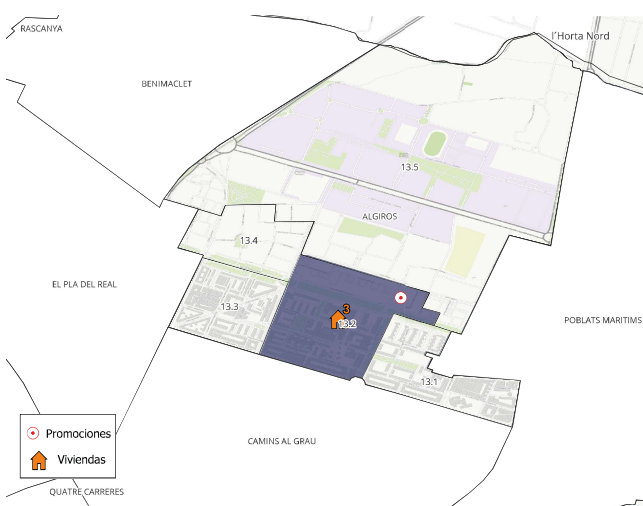 RASCANYA
l'Horta Nord
BENIMACLET
13.5
ALGIROS
13.4
EL PLA DEL REAL
13.3
3
13.2
POBLATS MARITIMS
13.1
Promociones
Viviendas
CAMINS AL GRAU
QUATRE CARRERES